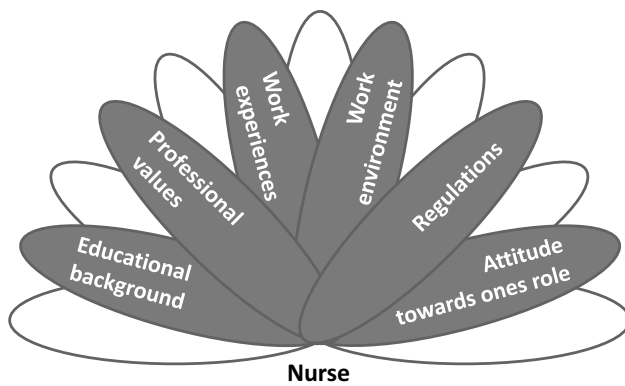 Educational
background
Professional
values
Work
experiences
Work
environment
Regulations
Attitude
towards ones role
Nurse